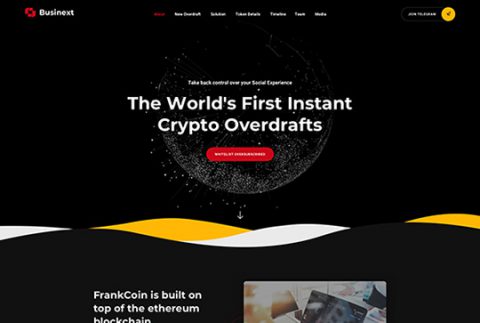 Businext
About
New Overdraft
Solution
Token Details
Timeline
Team
Media
JOIN TELEGRAM
Take back control over your Social Experience
The World's First Instant
Crypto Overdrafts
WHITELIST OVERSUBSCRIBED
FrankCoin is built on
top of the ethereum
blockchain